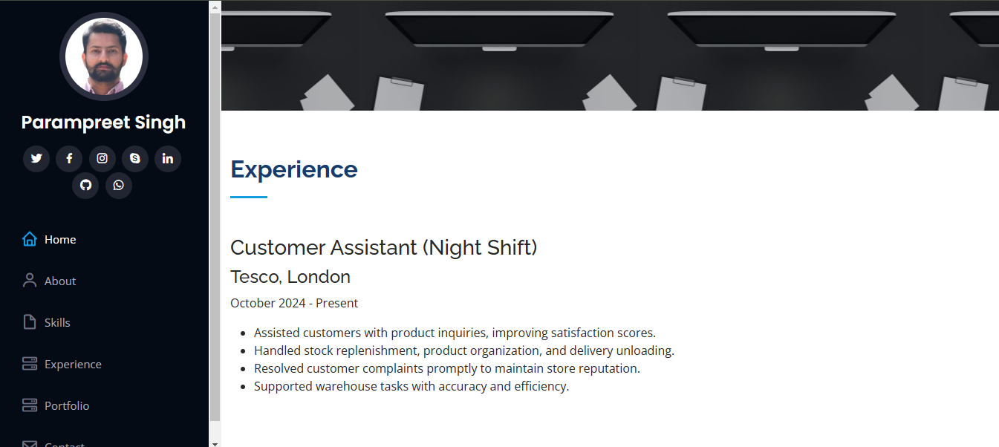 Parampreet Singh
Home
About
Skills
Experience
Portfolio
Contact
Experience
Customer Assistant (Night Shift)
Tesco, London
October 2024 - Present
Assisted customers with product inquiries, improving satisfaction scores.
Handled stock replenishment, product organization, and delivery unloading.
Resolved customer complaints promptly to maintain store reputation.
Supported warehouse tasks with accuracy and efficiency.